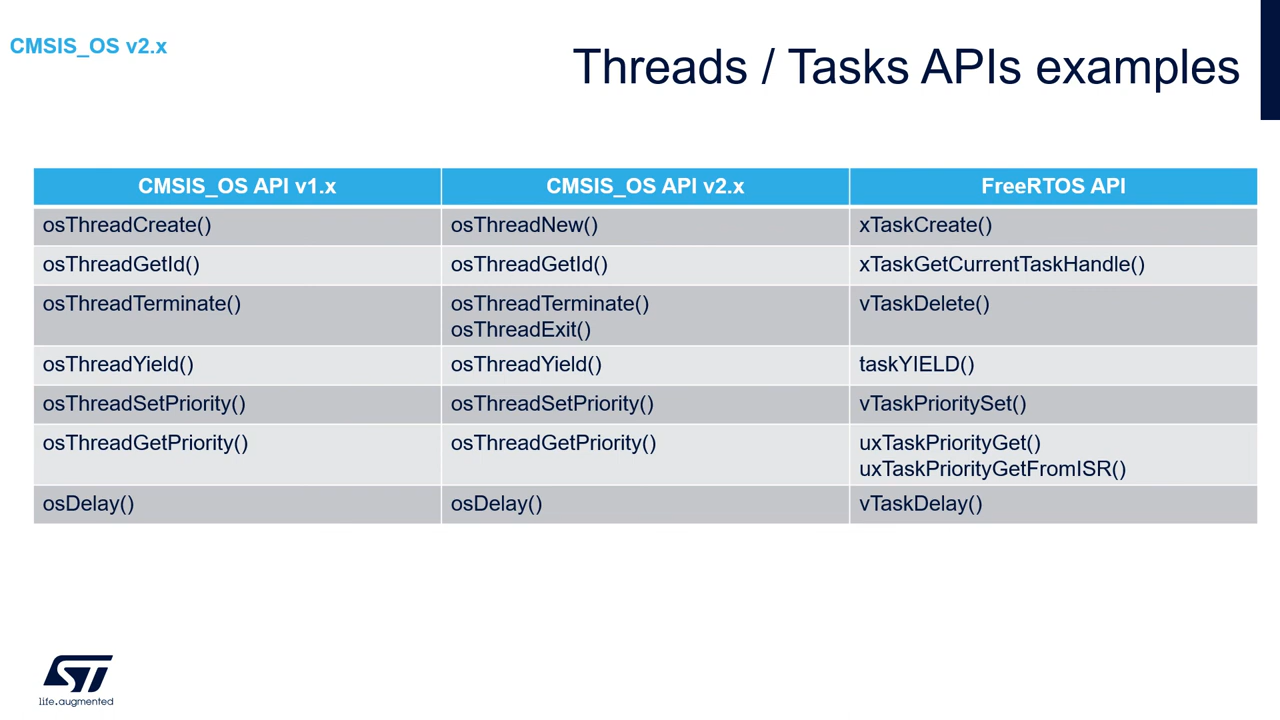 CMSIS_OS v2.x
Threads / Tasks APIs examples
CMSIS_OS API v1.x CMSIS_OS API v2.x FreeRTOS API
osThreadCreate() osThreadNew() xTaskCreate()
osThreadGetId() osThreadGetId() xTaskGetCurrentTaskHandle()
osThreadTerminate() osThreadTerminate() vTaskDelete()
osThreadExit()
osThreadYield() osThreadYield() taskYIELD()
osThreadSetPriority() osThreadSetPriority() vTaskPrioritySet()
osThreadGetPriority() osThreadGetPriority() uxTaskPriorityGet()
uxTaskPriorityGetFromISR()
osDelay() osDelay() vTaskDelay()
ST
life.augmented